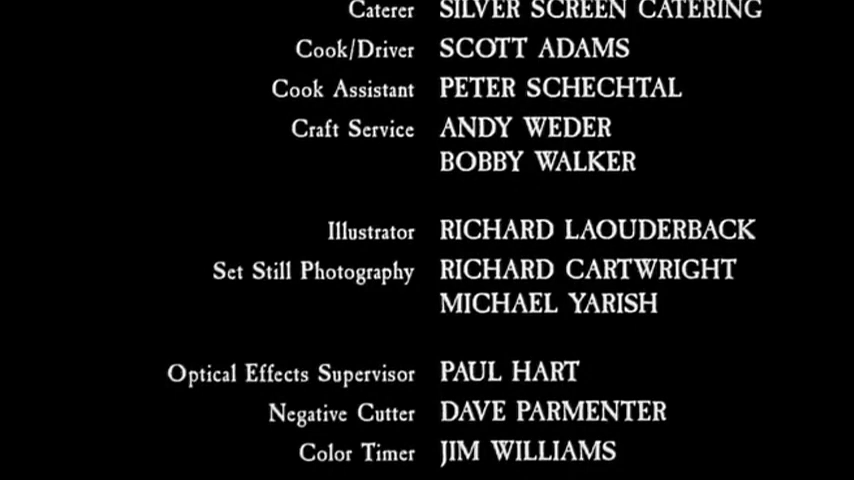 Caterer SILVER SCREEN CATERING
Cook/Driver SCOTT ADAMS
Cook Assistant PETER SCHECHTAL
Craft Service ANDY WEDER
BOBBY WALKER
Illustrator RICHARD LAOUDERBACK
Set Still Photography RICHARD CARTWRIGHT
MICHAEL YARISH
Optical Effects Supervisor PAUL HART
Negative Cutter DAVE PARMENTER
Color Timer JIM WILLIAMS